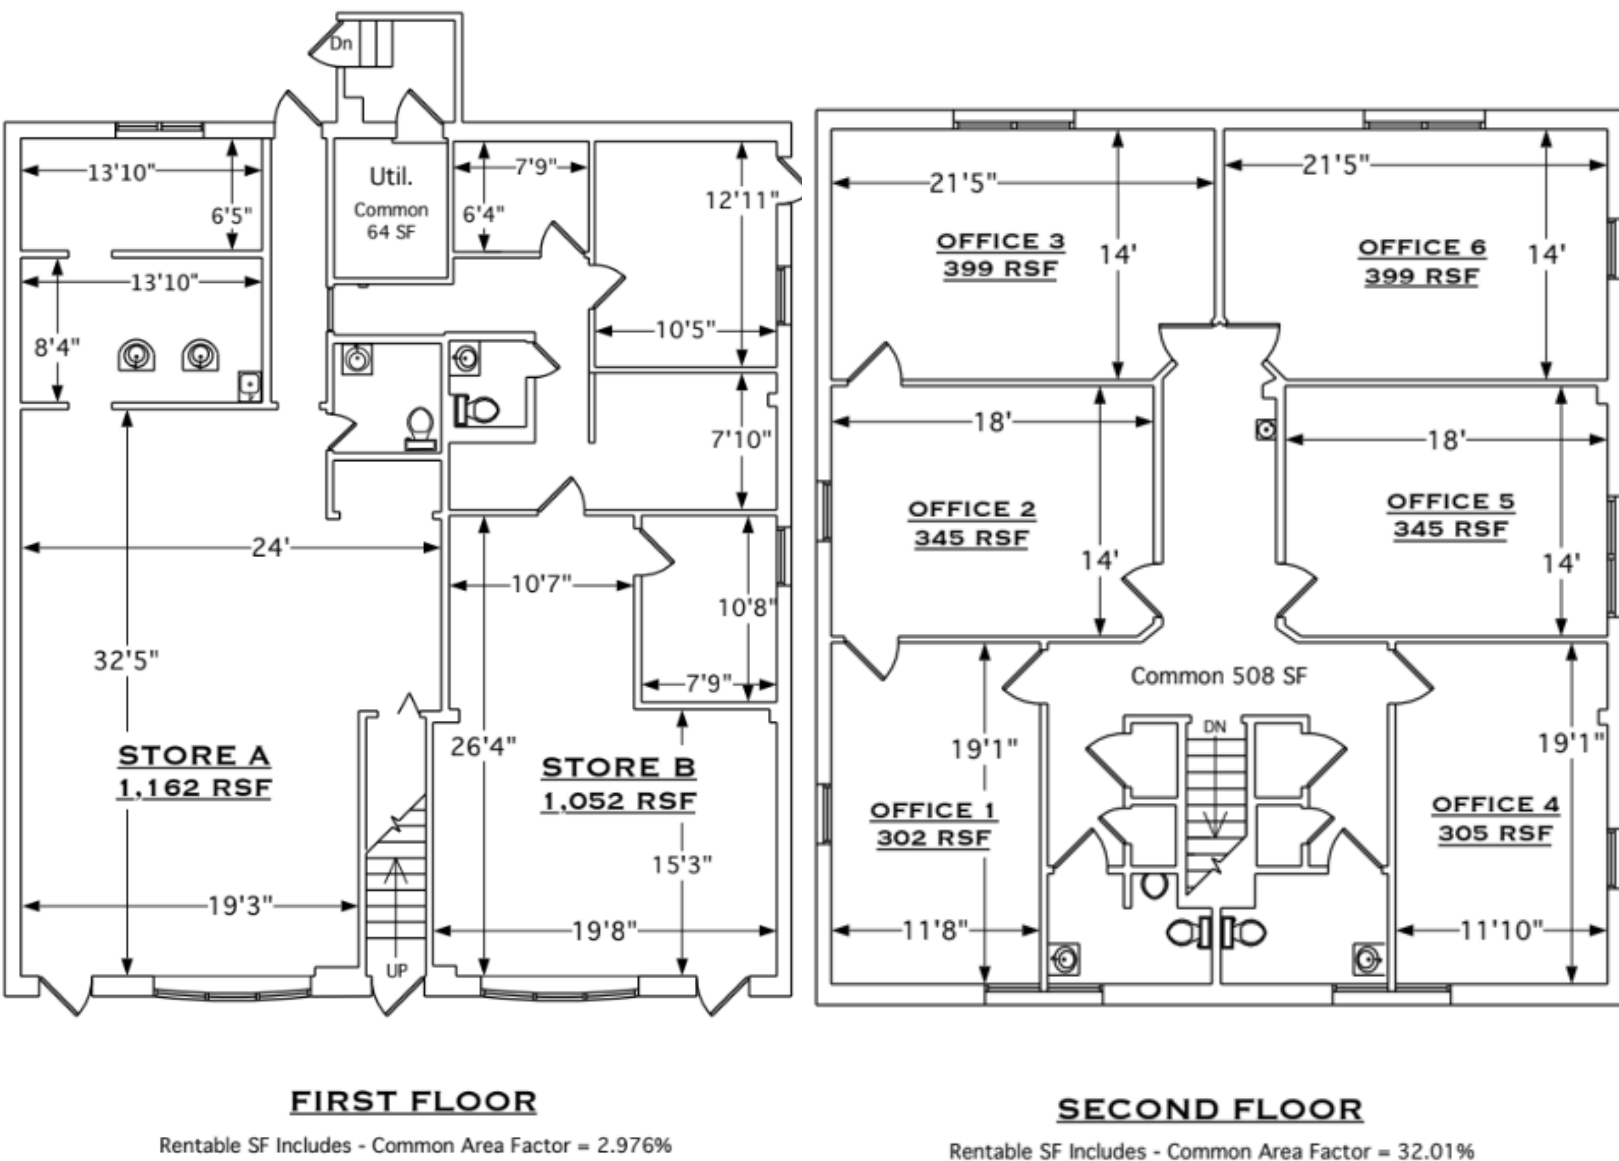 Dn
13'10"
6'5"
Util.
Common
64 SF
7'9"
6'4"
12'11"
13'10"
8'4"
10'5"
7'10"
24'
10'7"
10'8"
32'5"
7'9"
26'4"
STORE A
1,162 RSF
STORE B
1,052 RSF
15'3"
19'3"
19'8"
UP
FIRST FLOOR
Rentable SF Includes - Common Area Factor = 2.976%
21'5"
21'5"
OFFICE 3
399 RSF
14'
OFFICE 6
399 RSF
14'
18'
18'
OFFICE 2
345 RSF
14'
OFFICE 5
345 RSF
14'
Common 508 SF
DN
19'1"
19'1"
OFFICE 1
302 RSF
OFFICE 4
305 RSF
11'8"
11'10"
SECOND FLOOR
Rentable SF Includes - Common Area Factor = 32.01%